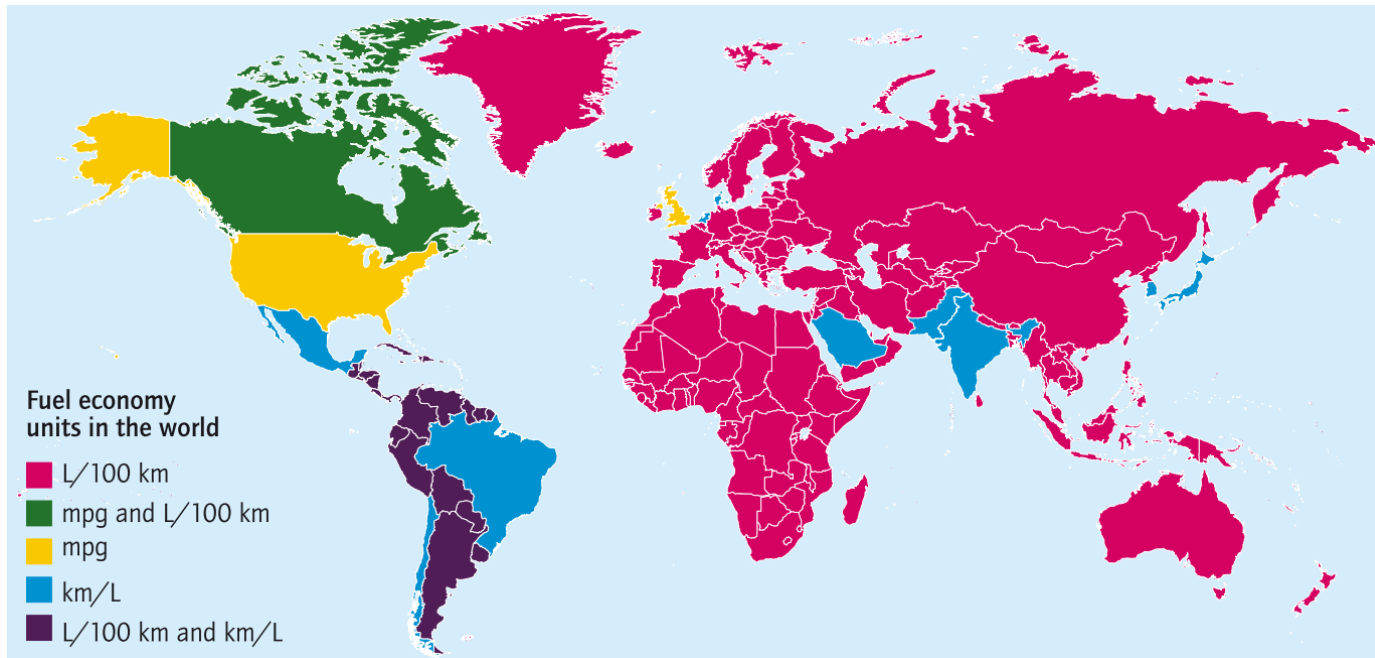 Fuel economy
units in the world
L/100 km
mpg and L/100 km
mpg
km/L
L/100 km and km/L